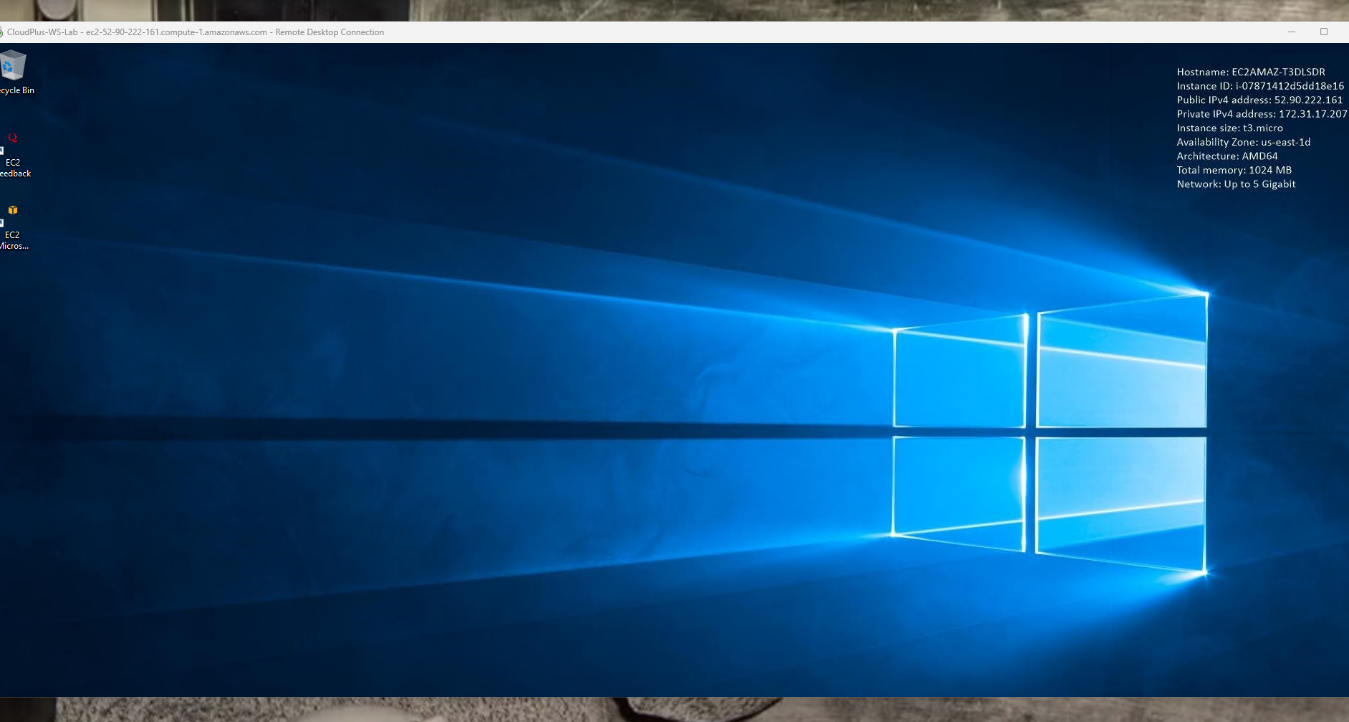 CloudPlus-WS-Lab - ec2-52-90-222-161.compute-1.amazonaws.com - Remote Desktop Connection
ecycle Bin
EC2
eedback
EC2
Micros...
Hostname: EC2AMAZ-T3DLSDR
Instance ID: i-07871412d5dd18e16
Public IPv4 address: 52.90.222.161
Private IPv4 address: 172.31.17.207
Instance size: t3.micro
Availability Zone: us-east-1d
Architecture: AMD64
Total memory: 1024 MB
Network: Up to 5 Gigabit